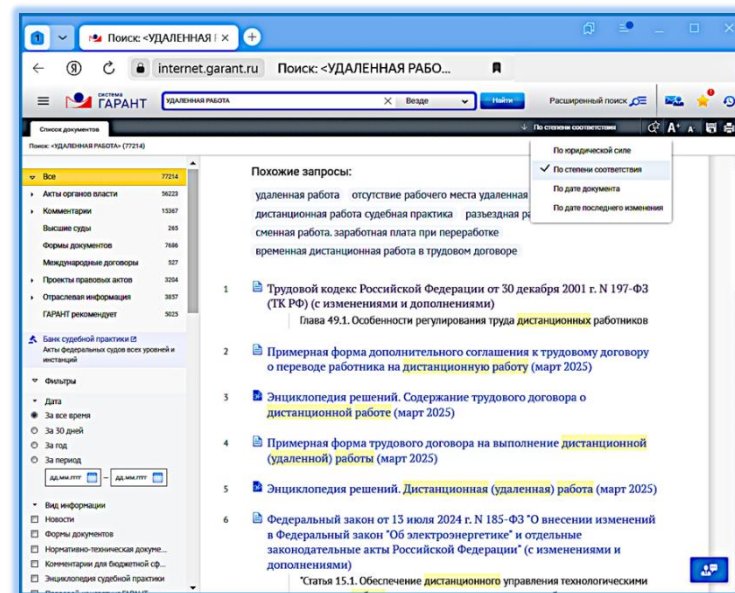 1
Поиск: <УДАЛЕННАЯ Г
internet.garant.ru
Поиск: <УДАЛЕННАЯ РАБО...
система
ГАРАНТ
УДАЛЕННАЯ РАБОТА
Везде
Найти
Расширенный поиск
Список документов
По степени соответствия
A+
A-
Поиск: <УДАЛЕННАЯ РАБОТА> (77214)
По юридической силе
По степени соответствия
По дате документа
По дате последнего изменения
Все 77214
Акты органов власти 56223
Комментарии 15367
Высшие суды 265
Формы документов 7686
Международные договоры 527
Проекты правовых актов 3204
Отраслевая информация 3857
ГАРАНТ рекомендует 5025
Банк судебной практики
Акты федеральных судов всех уровней и
инстанций
Фильтры
Дата
За все время
За 30 дней
За год
За период
дд.мм.гггг – дд.мм.гггг
Вид информации
Новости
Формы документов
Нормативно-техническая докуме...
Комментарии для бюджетной сф...
Энциклопедия судебной практики
Похожие запросы:
удаленная работа отсутствие рабочего места удаленная
дистанционная работа судебная практика разъездная
сменная работа. заработная плата при переработке
временная дистанционная работа в трудовом договоре
1 Трудовой кодекс Российской Федерации от 30 декабря 2001 г. N 197-ФЗ
(ТК РФ) (с изменениями и дополнениями)
Глава 49.1. Особенности регулирования труда дистанционных работников
2 Примерная форма дополнительного соглашения к трудовому договору
о переводе работника на дистанционную работу (март 2025)
3 Энциклопедия решений. Содержание трудового договора о
дистанционной работе (март 2025)
4 Примерная форма трудового договора на выполнение дистанционной
(удаленной) работы (март 2025)
5 Энциклопедия решений. Дистанционная (удаленная) работа (март 2025)
6 Федеральный закон от 13 июля 2024 г. N 185-ФЗ "О внесении изменений
в Федеральный закон "Об электроэнергетике" и отдельные
законодательные акты Российской Федерации" (с изменениями и
дополнениями)
"Статья 15.1. Обеспечение дистанционного управления технологическими